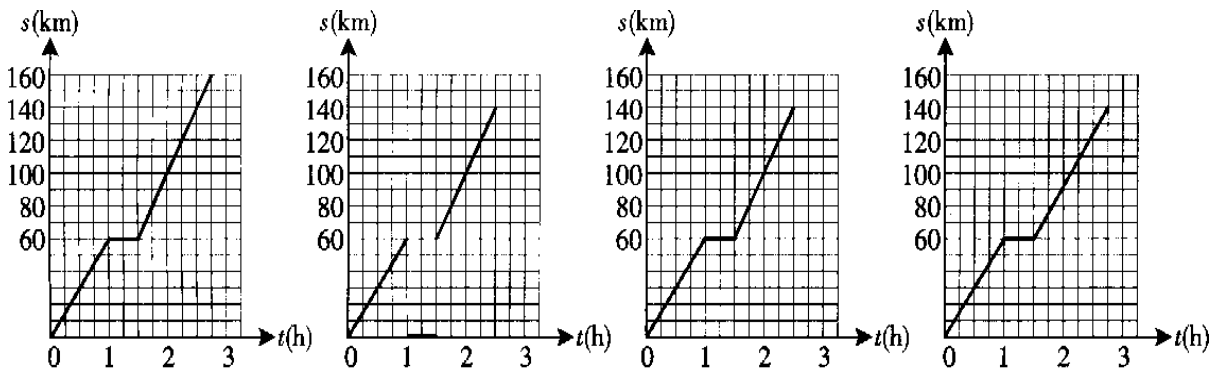 s(km) s(km) s(km) s(km)
160 160 160 160
140 140 140 140
120 120 120 120
100 100 100 100
80 80 80 80
60 60 60 60
0 1 2 3 t(h) 0 1 2 3 t(h) 0 1 2 3 t(h) 0 1 2 3 t(h)